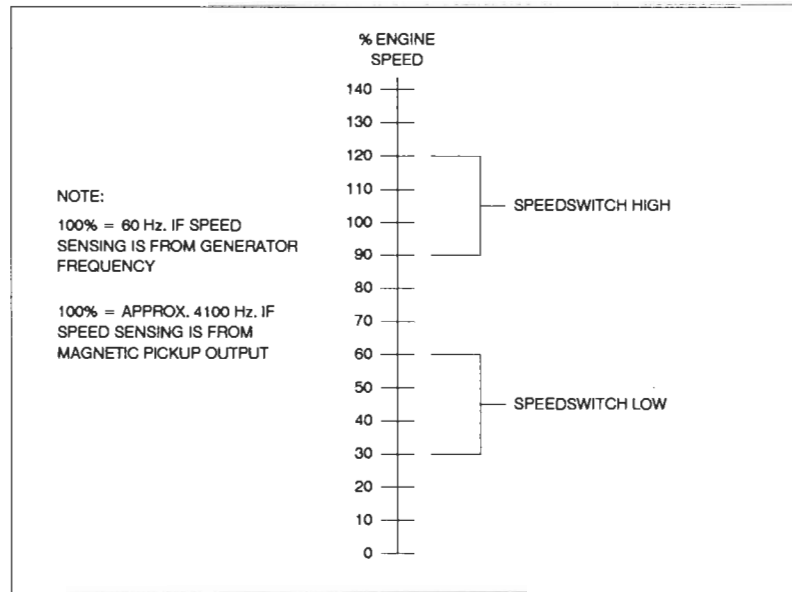 % ENGINE
SPEED
140
130
120
110
100
90
80
70
60
50
40
30
20
10
0
NOTE:
100% = 60 Hz. IF SPEED
SENSING IS FROM GENERATOR
FREQUENCY
100% = APPROX. 4100 Hz. IF
SPEED SENSING IS FROM
MAGNETIC PICKUP OUTPUT
SPEEDSWITCH HIGH
SPEEDSWITCH LOW